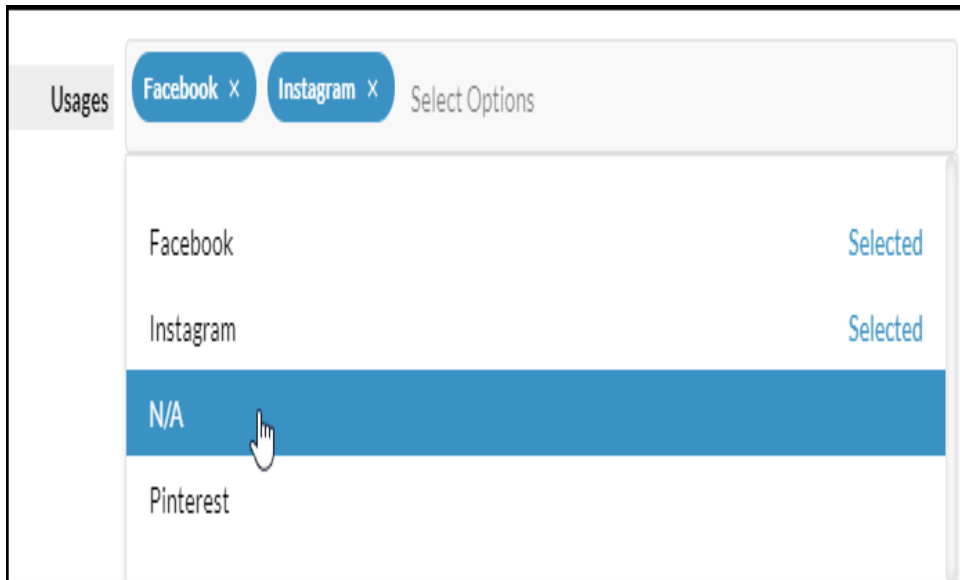 Usages Facebook × Instagram × Select Options
Facebook Selected
Instagram Selected
N/A
Pinterest